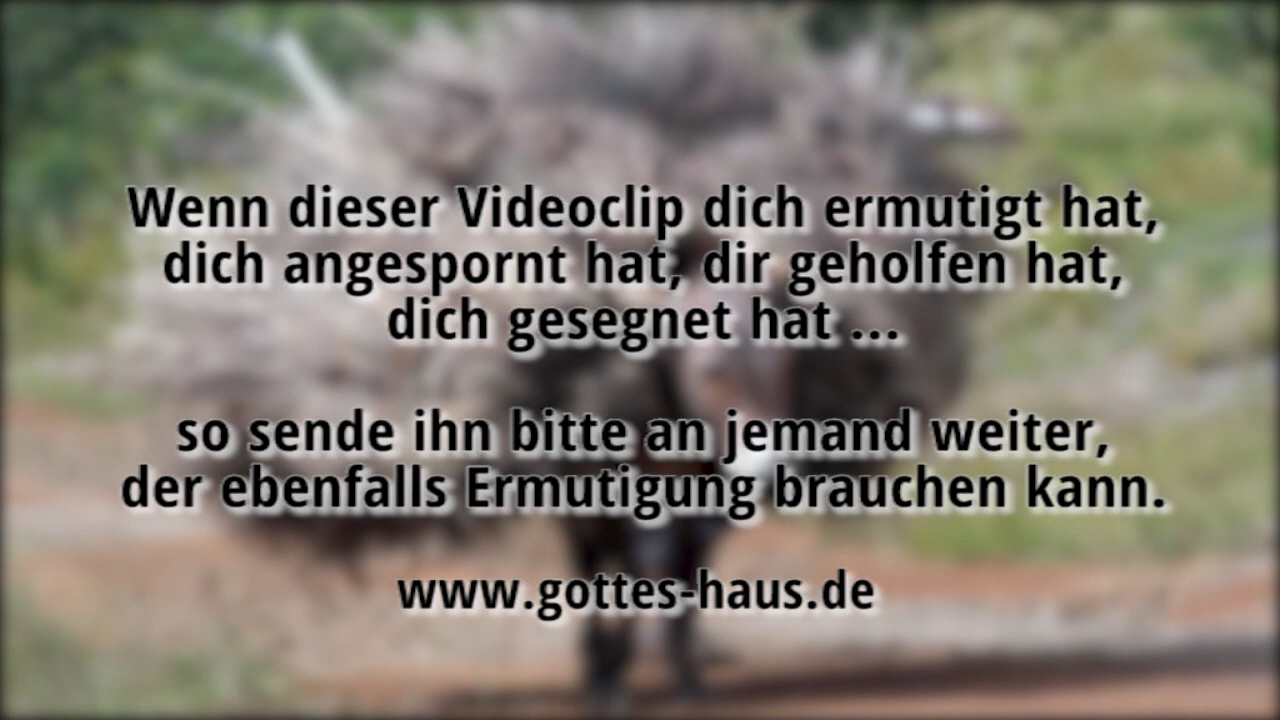 Wenn dieser Videoclip dich ermutigt hat,
dich angespornt hat, dir geholfen hat,
dich gesegnet hat ...
so sende ihn bitte an jemand weiter,
der ebenfalls Ermutigung brauchen kann.
www.gottes-haus.de